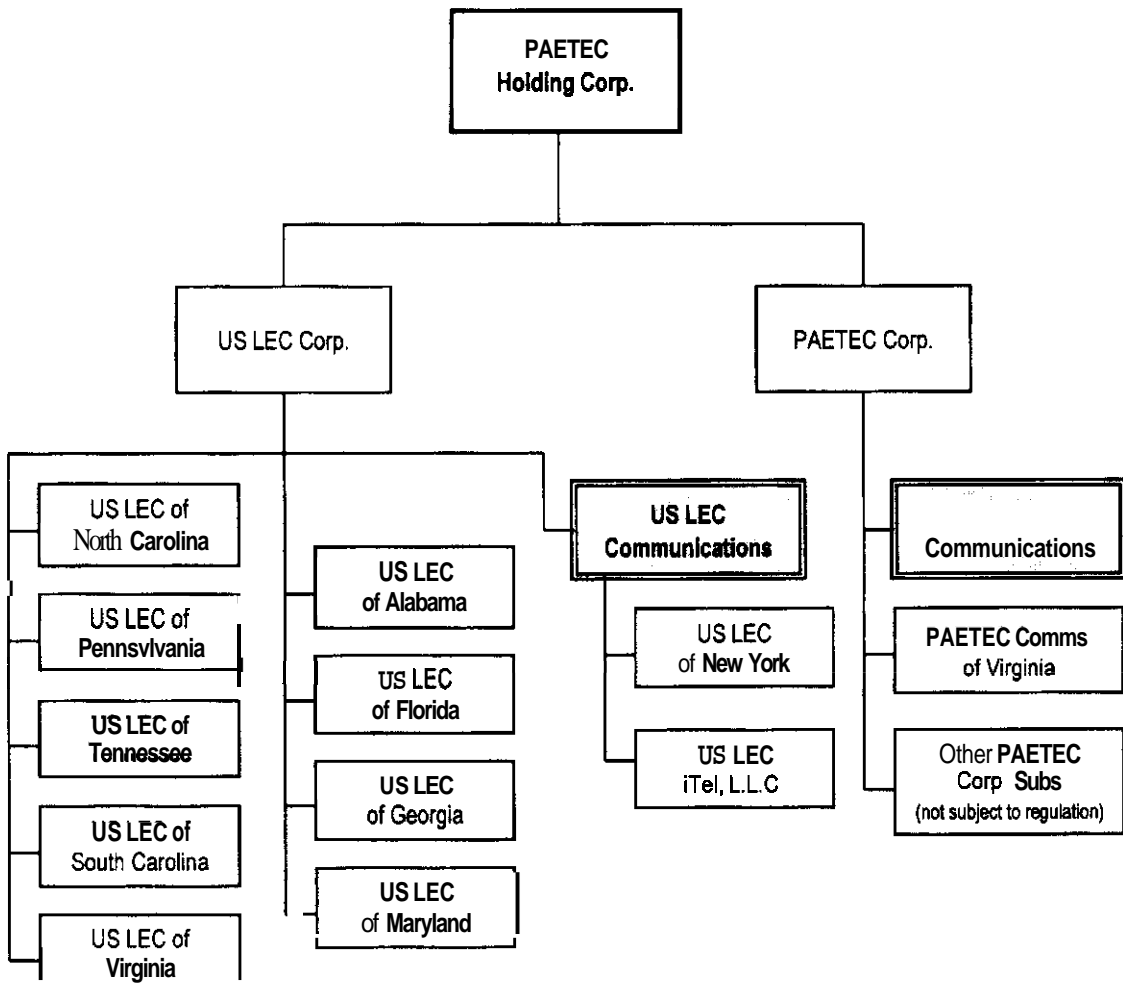 PAETEC
Holding Corp.
US LEC Corp.
PAETEC Corp.
US LEC of
North Carolina
US LEC of
Pennsvlvania
US LEC of
Tennessee
US LEC of
South Carolina
US LEC of
Virginia
US LEC
of Alabama
US LEC
of Florida
US LEC
of Georgia
US LEC
of Maryland
US LEC
Communications
US LEC
of New York
US LEC
iTel, L.L.C
Communications
PAETEC Comms
of Virginia
Other PAETEC
Corp Subs
(not subject to regulation)